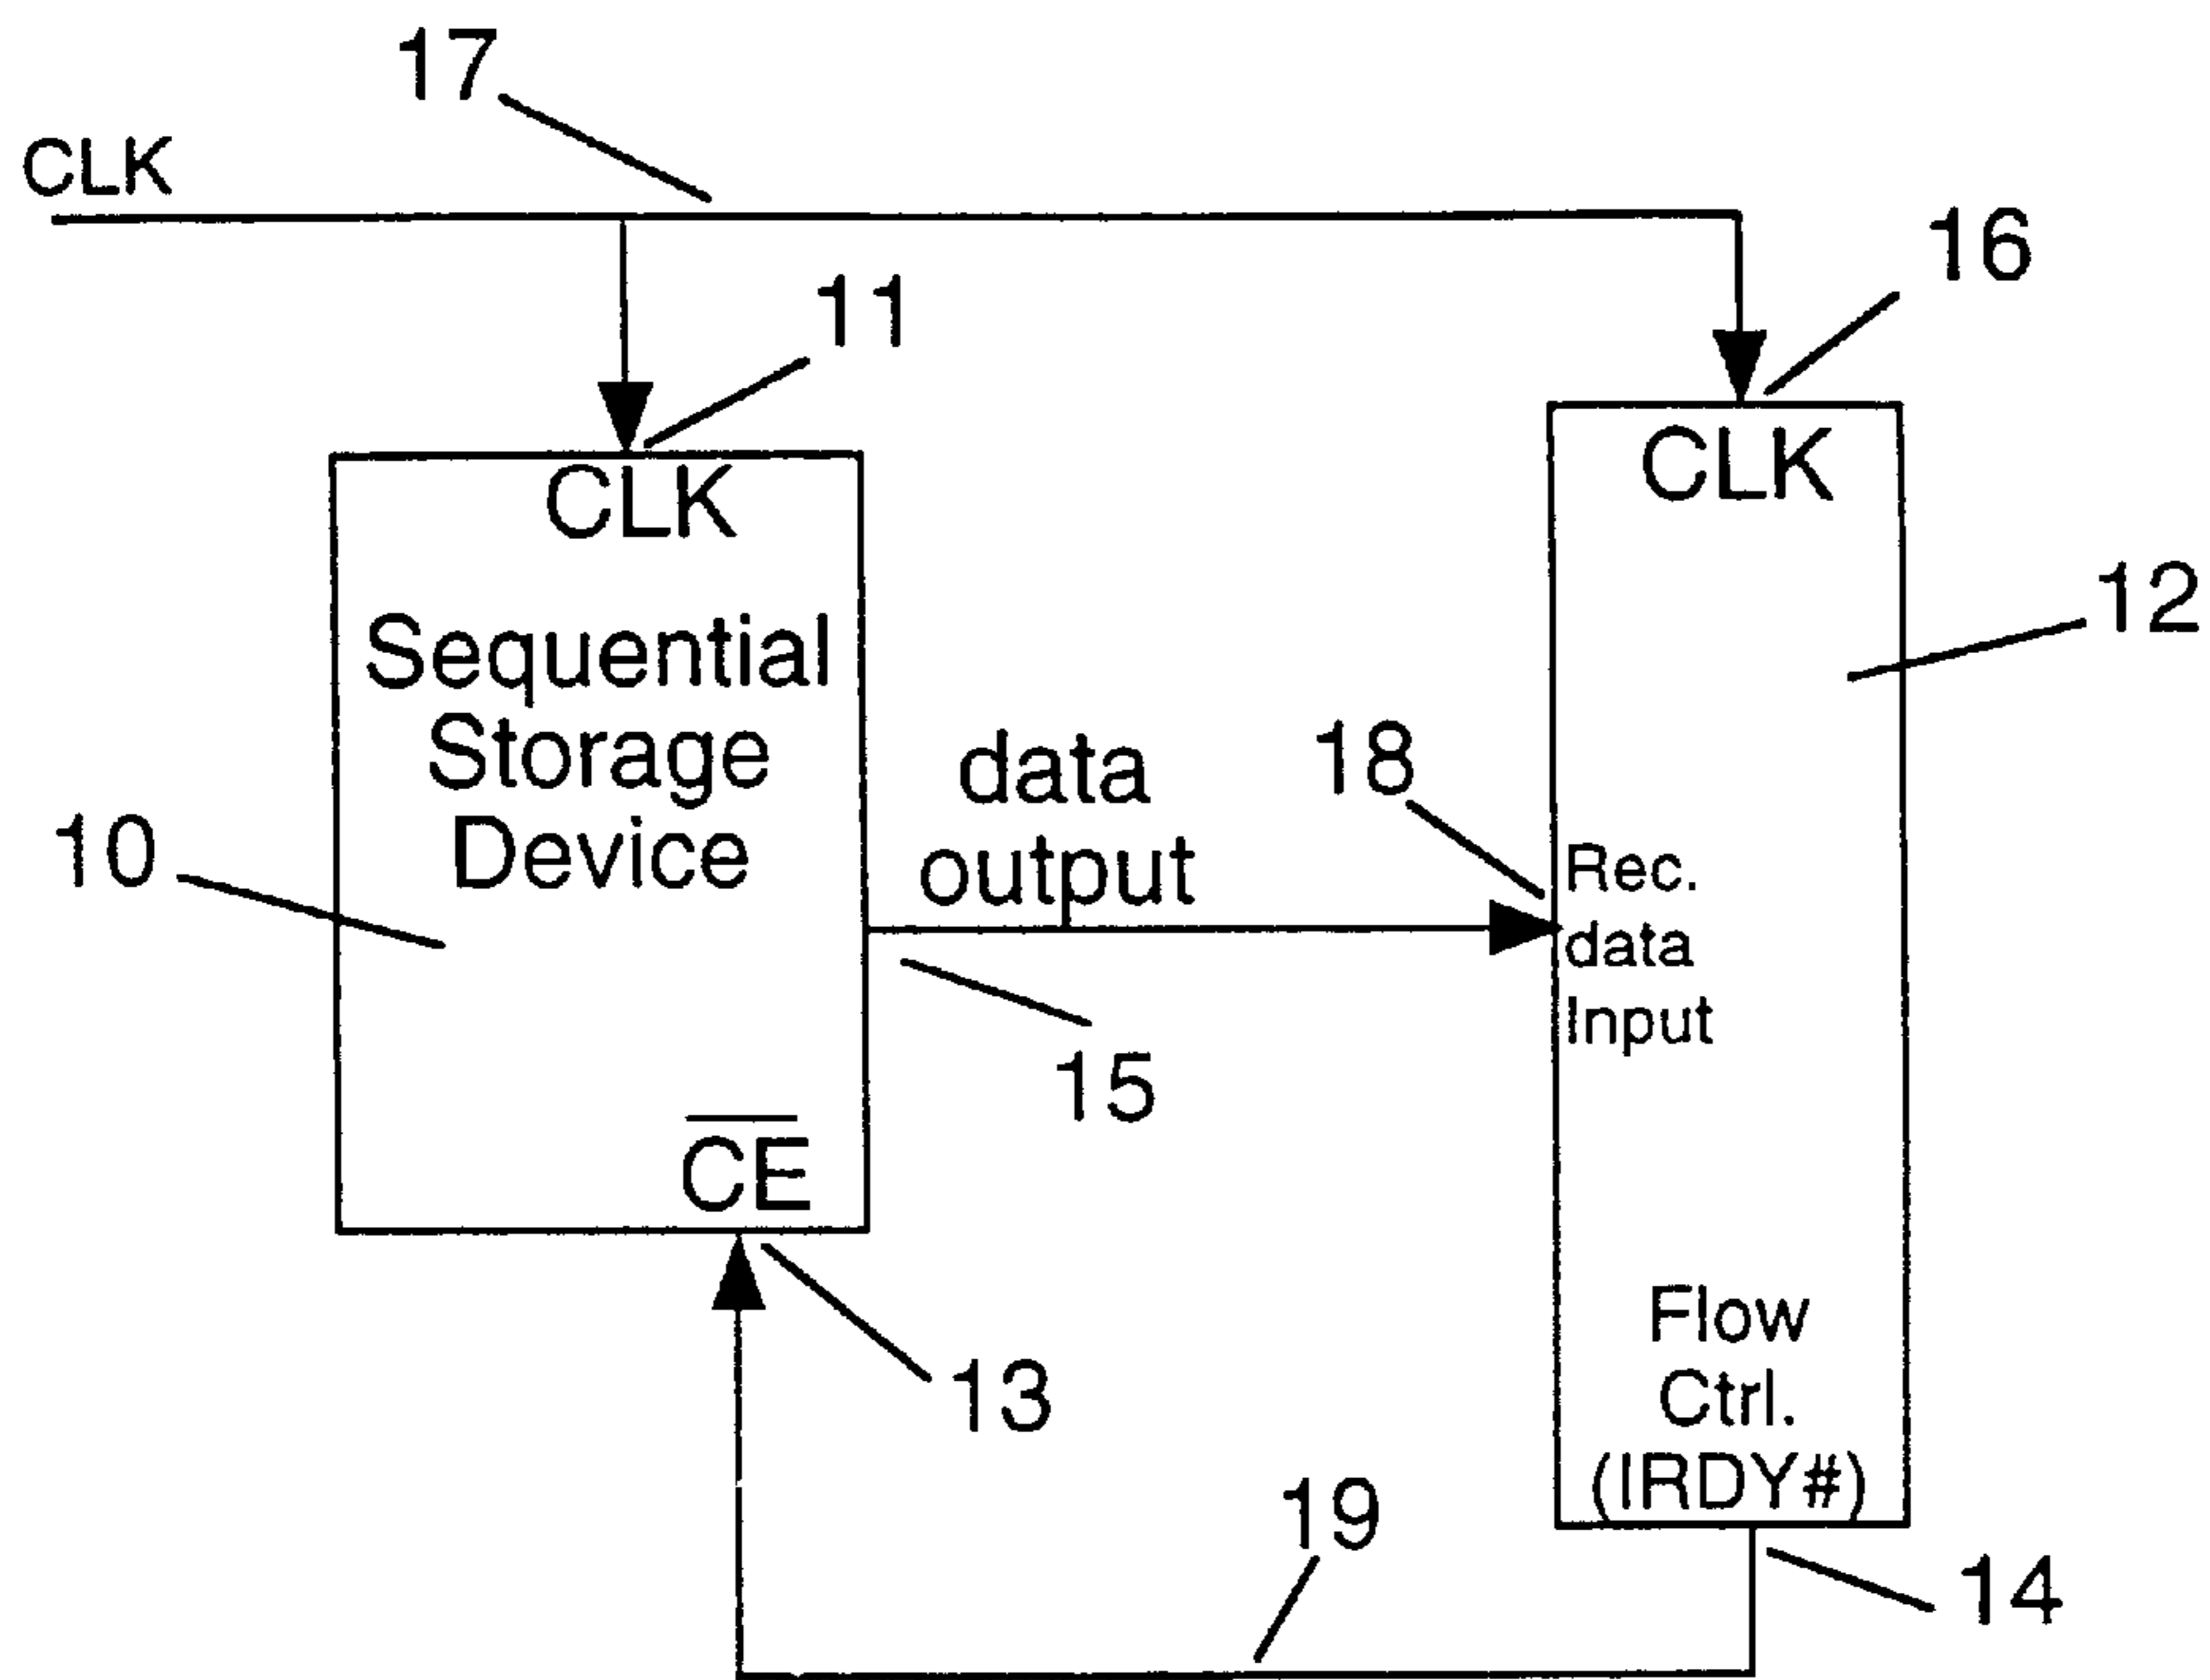 17
CLK
16
11
CLK
CLK
12
Sequential
Storage
Device
10
data
output
18
Rec.
data
Input
15
C̅E̅
13
Flow
Ctrl.
(IRDY#)
19
14